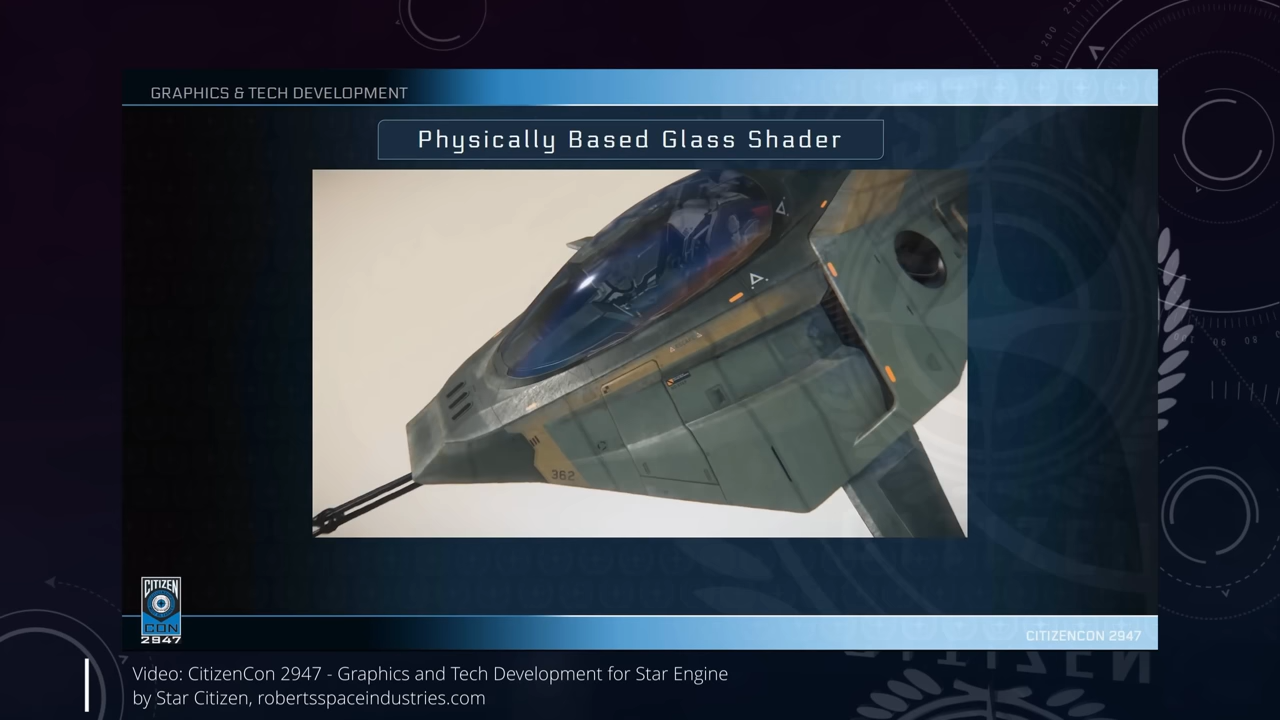 GRAPHICS & TECH DEVELOPMENT
Physically Based Glass Shader
362
CITIZEN
CON
2947
CITIZENCON 2947
Video: CitizenCon 2947 - Graphics and Tech Development for Star Engine
by Star Citizen, robertsspaceindustries.com